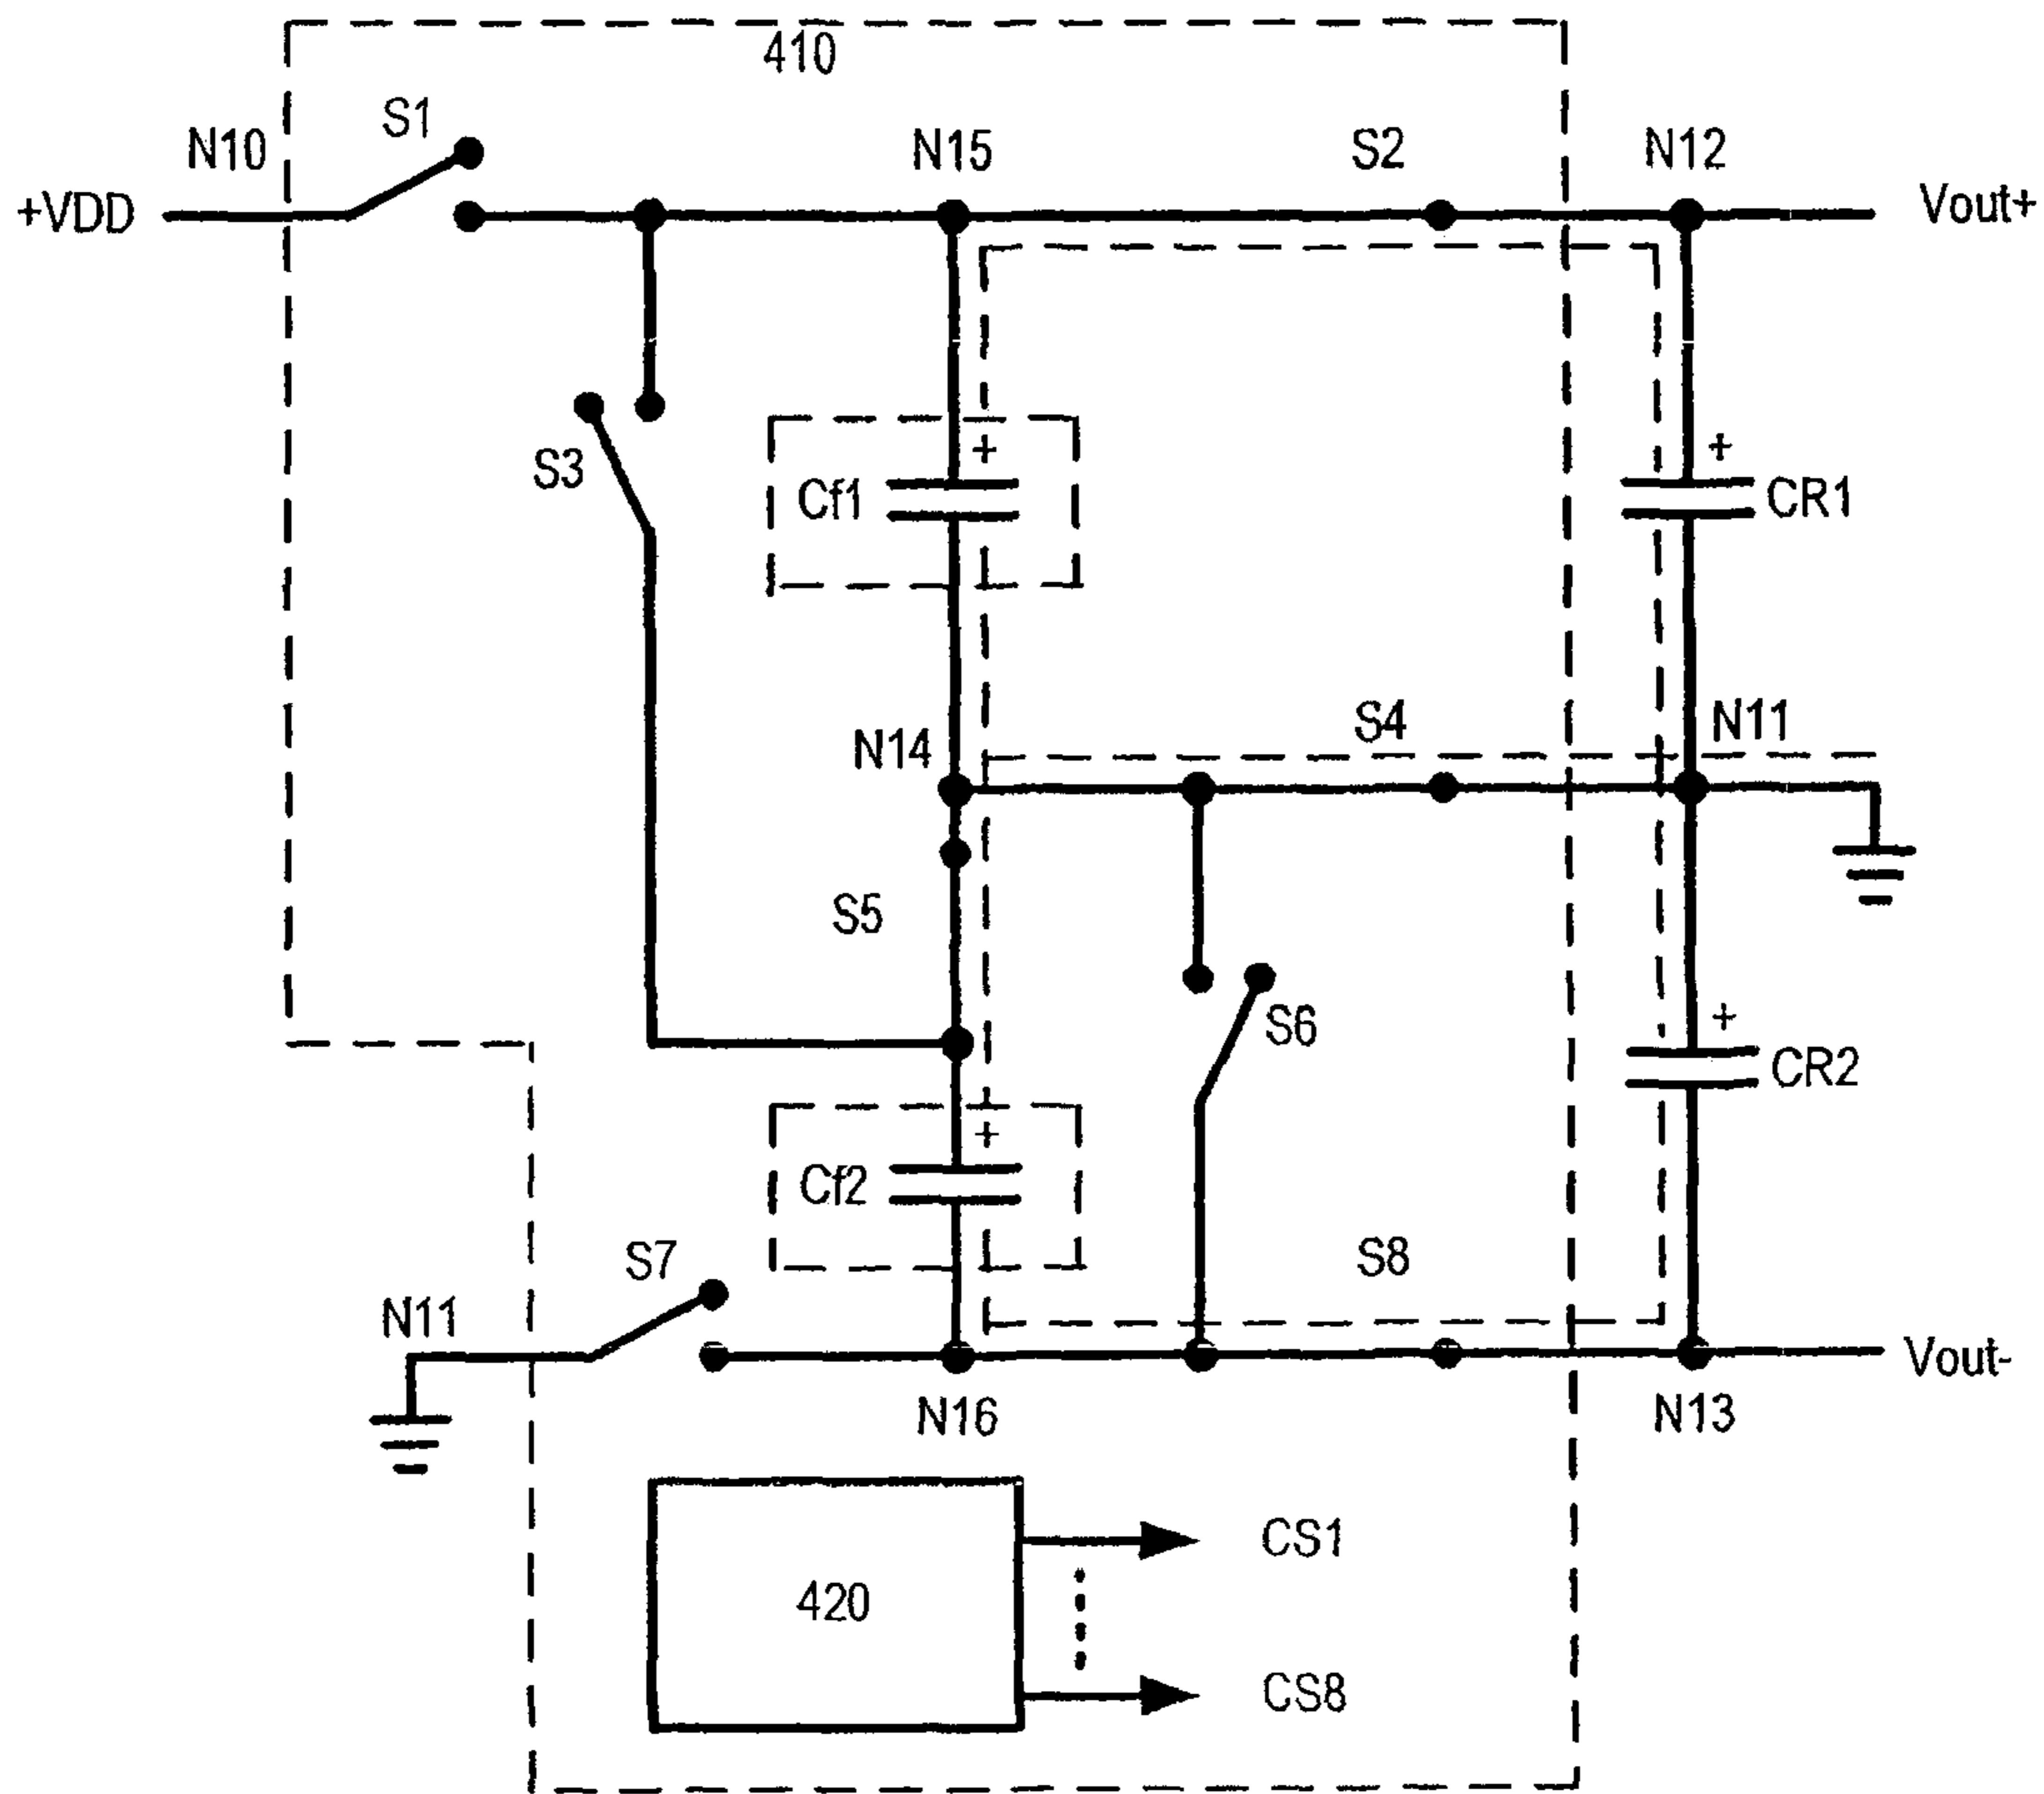 410
S1
N10
N15
S2
N12
+VDD
Vout+
+
+
S3
Cf1
CR1
N14
S4
N11
S5
+
S6
CR2
+
Cf2
S7
S8
N11
Vout-
N16
N13
CS1
420
CS8